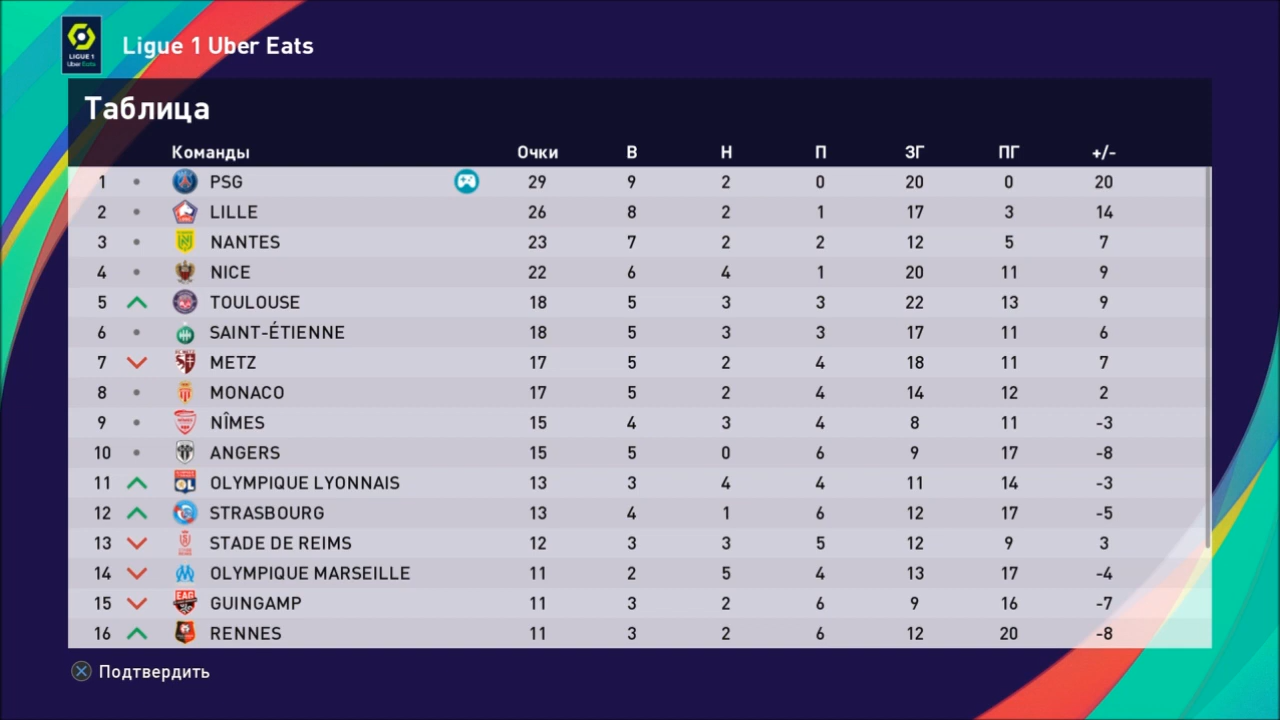 LIGUE 1
Uber Eats
Ligue 1 Uber Eats
Таблица
Команды Очки В Н П ЗГ ПГ +/-
1 PSG 29 9 2 0 20 0 20
2 LILLE 26 8 2 1 17 3 14
3 NANTES 23 7 2 2 12 5 7
4 NICE 22 6 4 1 20 11 9
5 TOULOUSE 18 5 3 3 22 13 9
6 SAINT-ÉTIENNE 18 5 3 3 17 11 6
7 METZ 17 5 2 4 18 11 7
8 MONACO 17 5 2 4 14 12 2
9 NÎMES 15 4 3 4 8 11 -3
10 ANGERS 15 5 0 6 9 17 -8
11 OLYMPIQUE LYONNAIS 13 3 4 4 11 14 -3
12 STRASBOURG 13 4 1 6 12 17 -5
13 STADE DE REIMS 12 3 3 5 12 9 3
14 OLYMPIQUE MARSEILLE 11 2 5 4 13 17 -4
15 EAG GUINGAMP 11 3 2 6 9 16 -7
16 RENNES 11 3 2 6 12 20 -8
Подтвердить